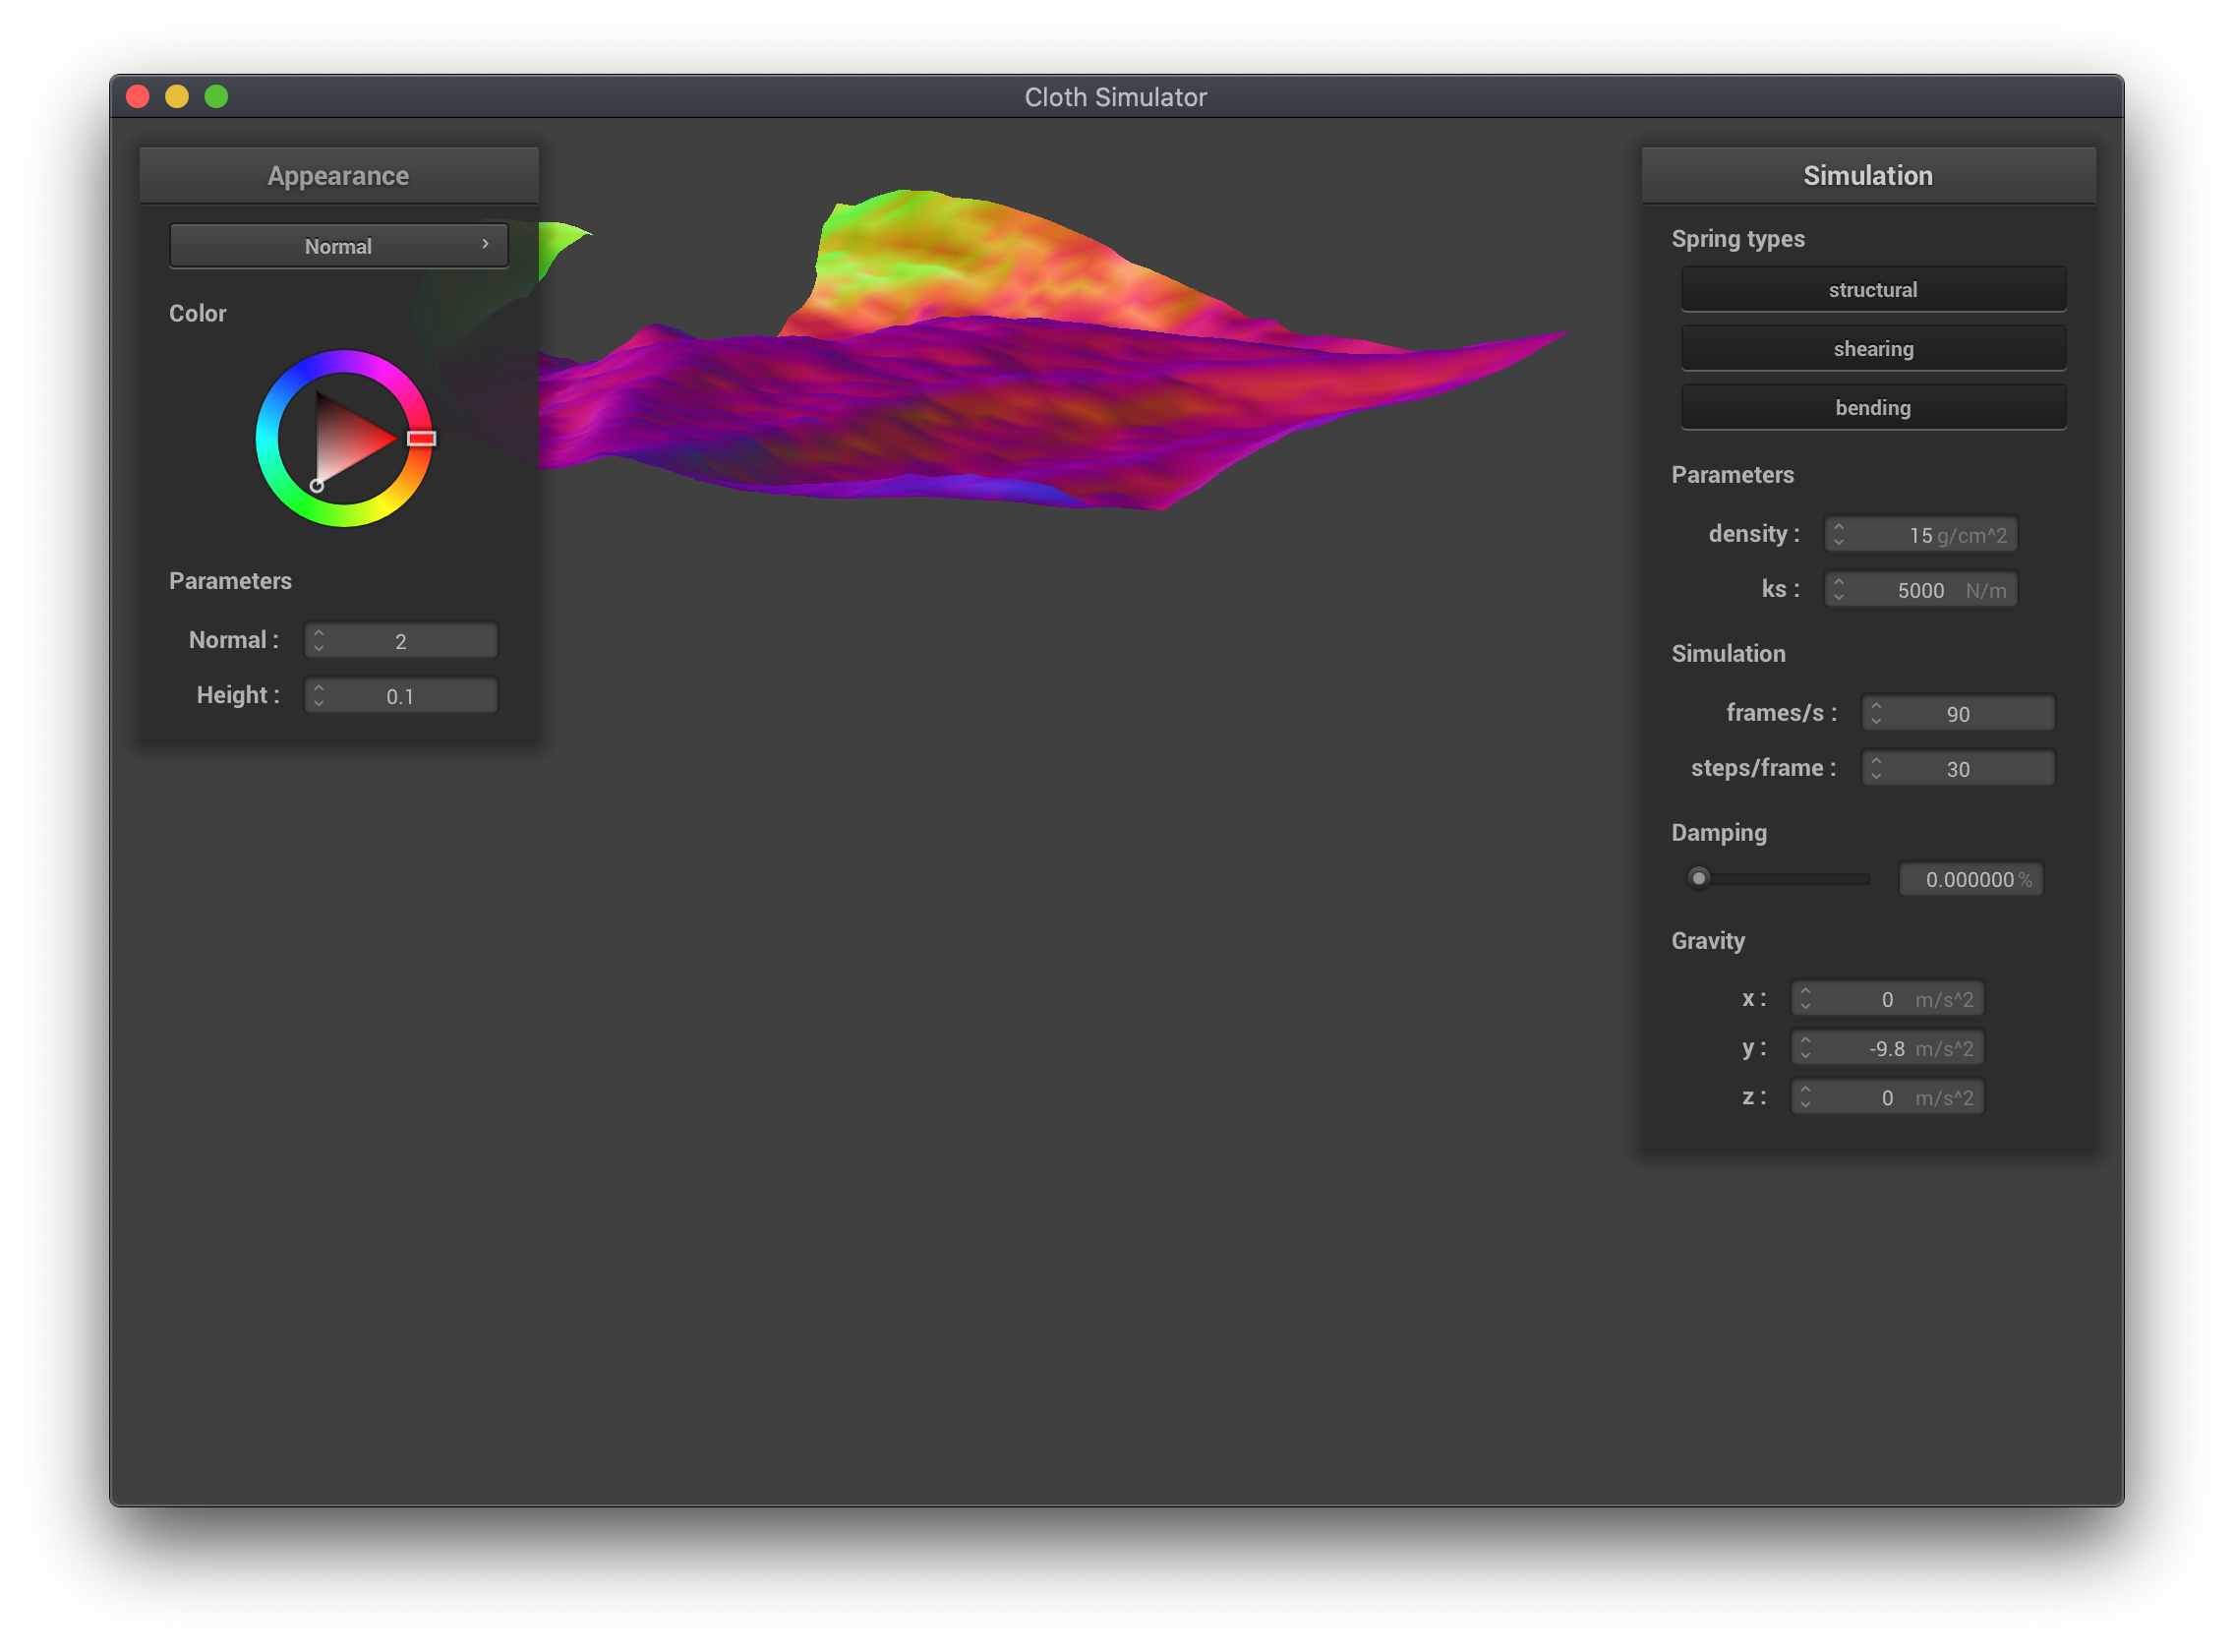 Cloth Simulator
Appearance
Normal
Color
Parameters
Normal : 2
Height : 0.1
Simulation
Spring types
structural
shearing
bending
Parameters
density : 15 g/cm^2
ks : 5000 N/m
Simulation
frames/s : 90
steps/frame : 30
Damping
0.000000 %
Gravity
x : 0 m/s^2
y : -9.8 m/s^2
z : 0 m/s^2